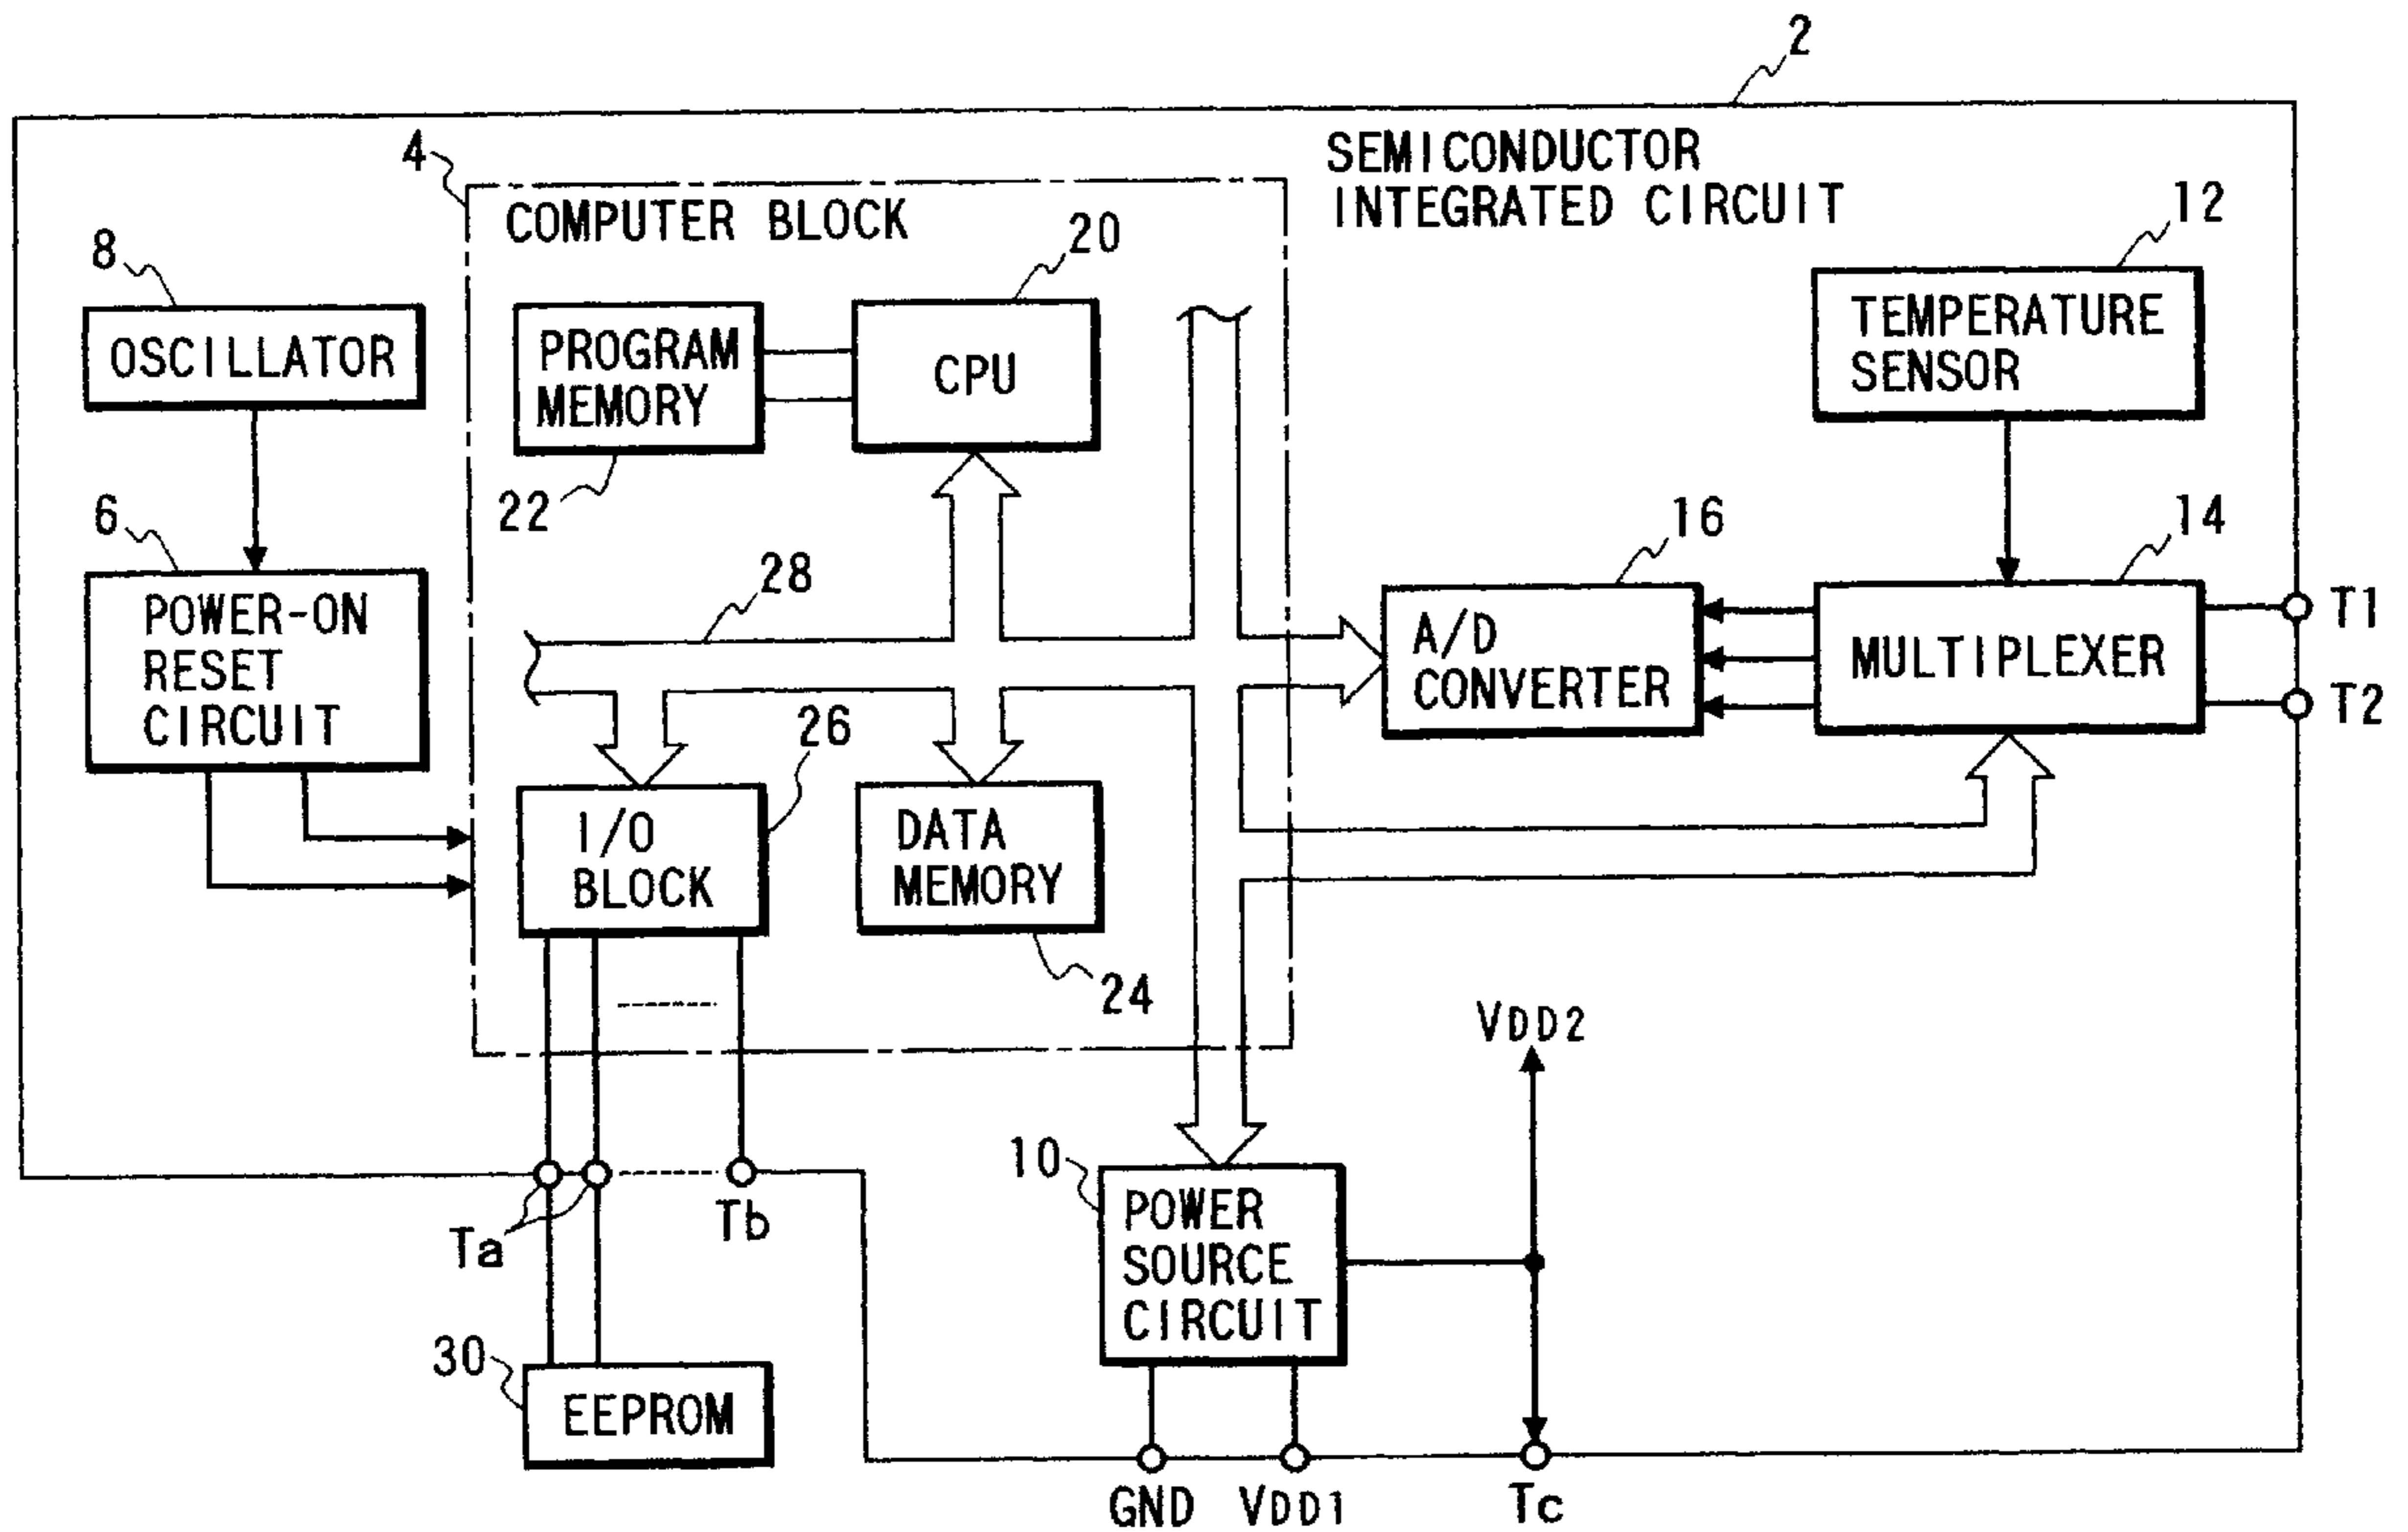 2
SEMICONDUCTOR
INTEGRATED CIRCUIT
4
COMPUTER BLOCK
12
8
20
OSCILLATOR
PROGRAM
MEMORY
CPU
TEMPERATURE
SENSOR
22
6
16
14
28
POWER-ON
RESET
CIRCUIT
A/D
CONVERTER
MULTIPLEXER
T1
T2
26
I/O
BLOCK
DATA
MEMORY
24
VDD2
10
POWER
SOURCE
CIRCUIT
Ta
Tb
30
EEPROM
GND
VDD1
Tc